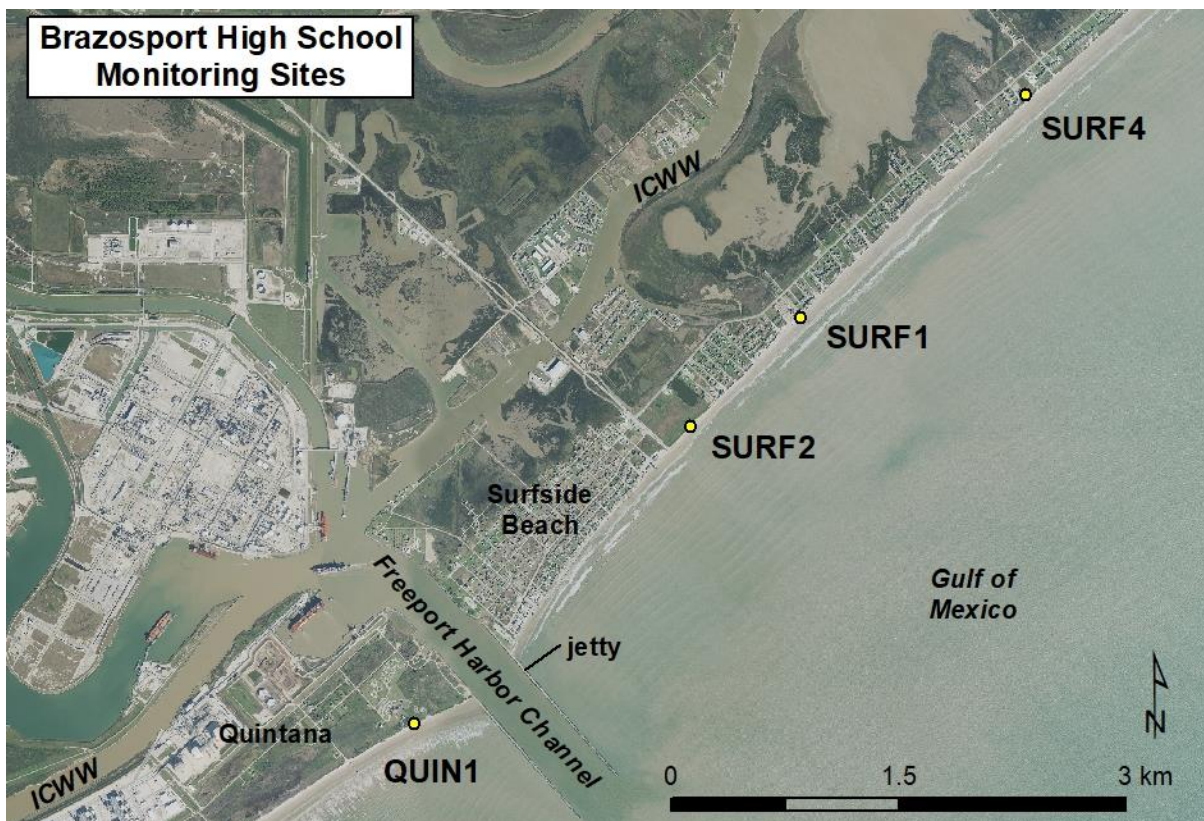 Brazosport High School
Monitoring Sites
SURF4
ICWW
SURF1
SURF2
Surfside
Beach
Gulf of
Mexico
Freeport Harbor Channel
jetty
Quintana
QUIN1
ICWW
N
0
1.5
3 km